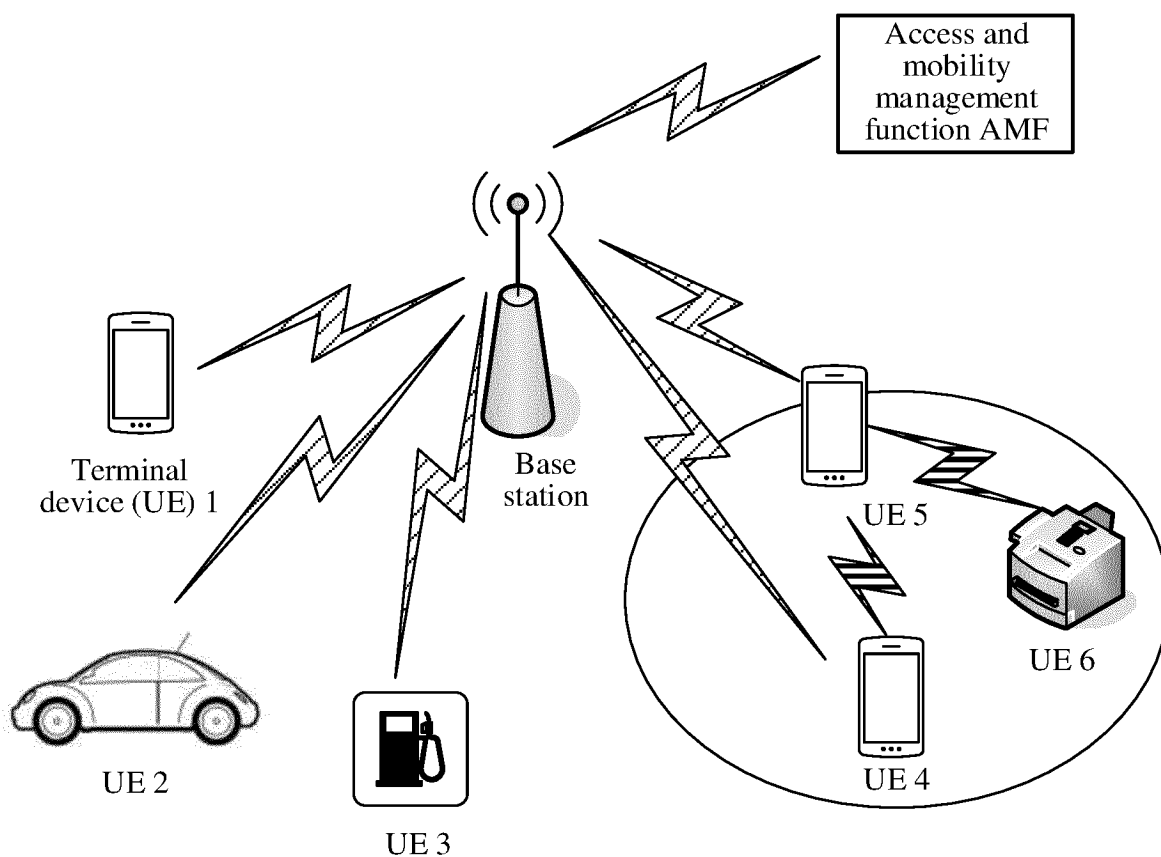 Access and
mobility
management
function AMF
Terminal
device (UE) 1
Base
station
UE 5
UE 6
UE 2
UE 4
UE 3